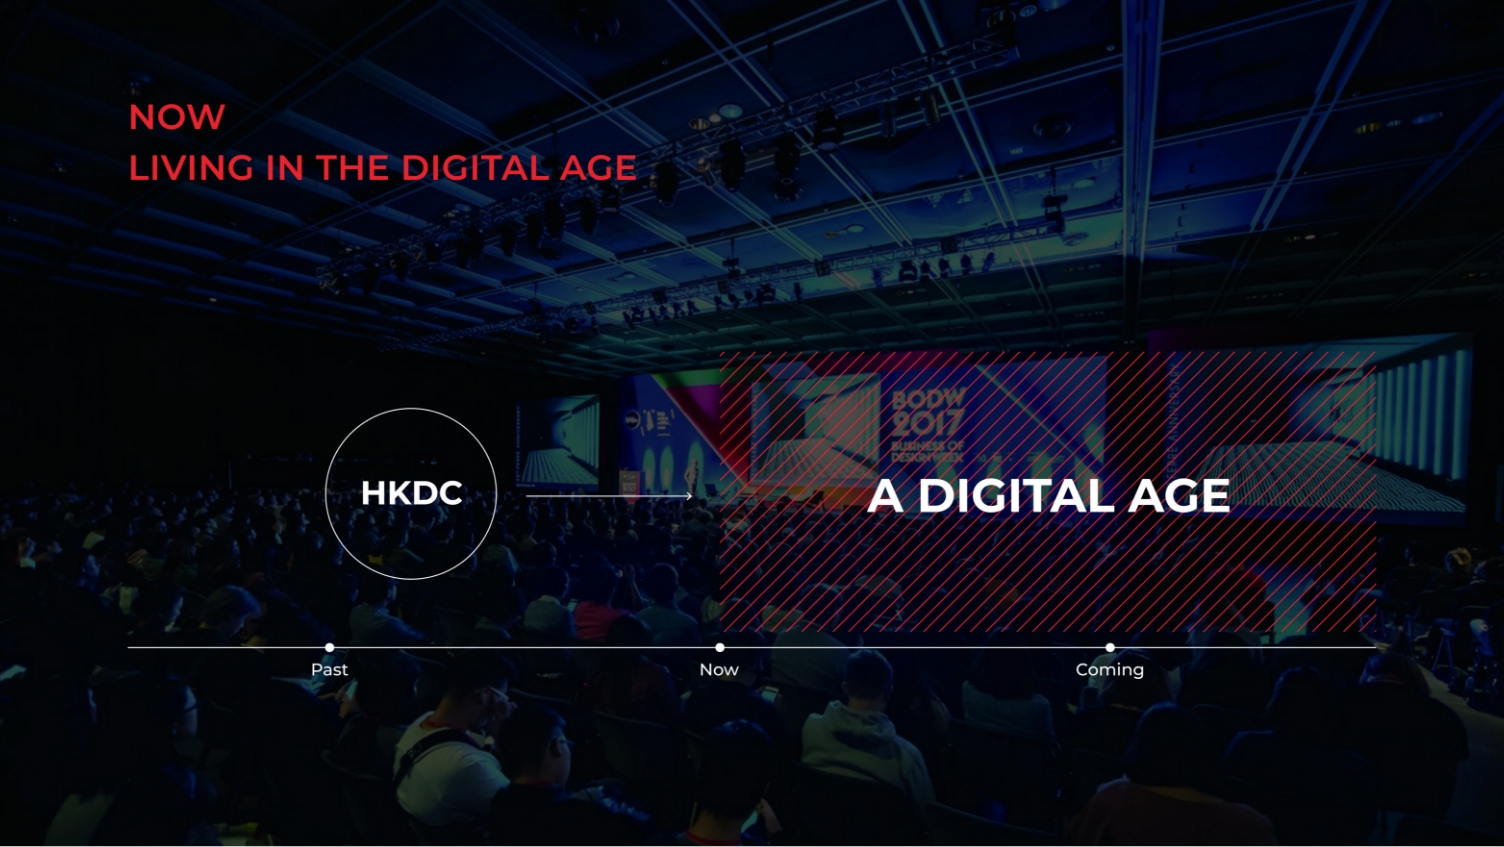 NOW
LIVING IN THE DIGITAL AGE
BODW
2017
BUSINESS OF
DESIGN WEEK
HKDC
A DIGITAL AGE
Past
Now
Coming